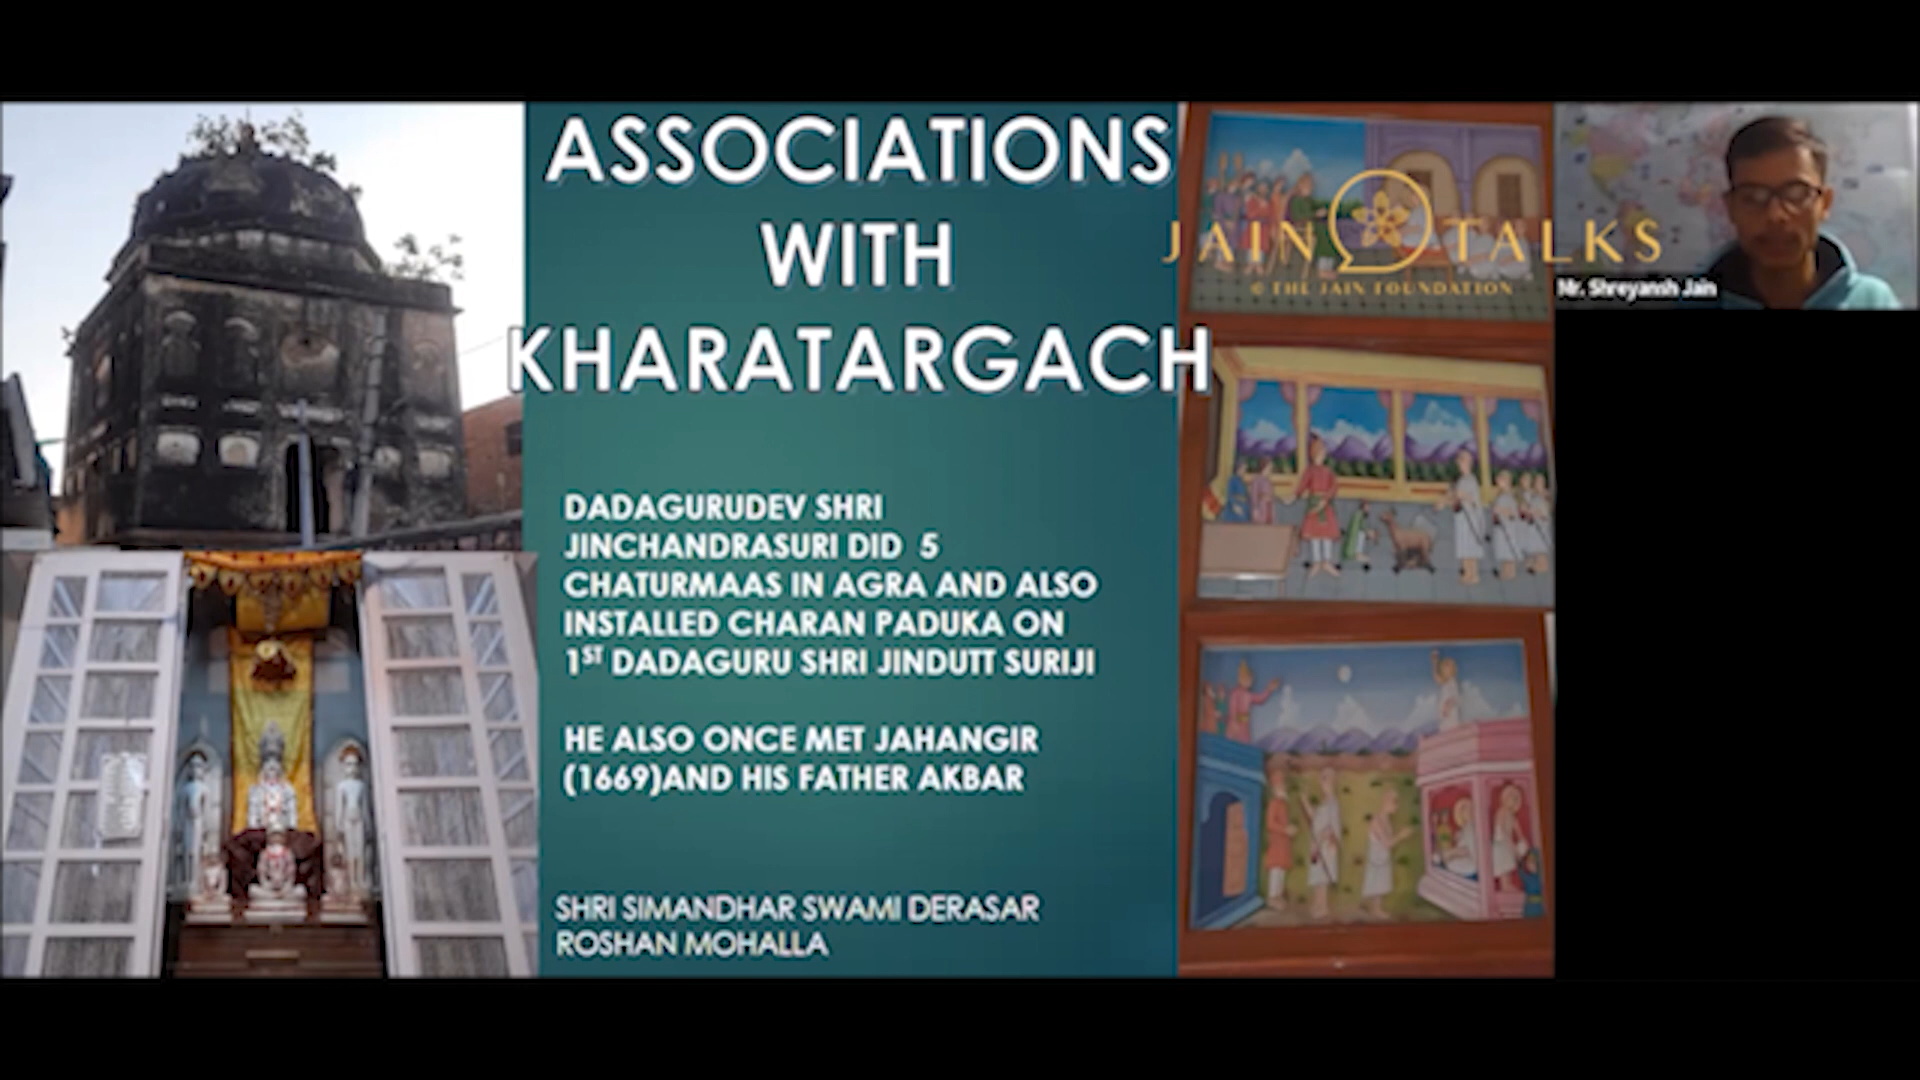 ASSOCIATIONS
WITH
KHARATARGACH
DADAGURUDEV SHRI
JINCHANDRASURI DID 5
CHATURMAAS IN AGRA AND ALSO
INSTALLED CHARAN PADUKA ON
1ST DADAGURU SHRI JINDUTT SURIJI
HE ALSO ONCE MET JAHANGIR
(1669)AND HIS FATHER AKBAR
SHRI SIMANDHAR SWAMI DERASAR
ROSHAN MOHALLA
JAIN TALKS
© THE JAIN FOUNDATION
Mr. Shreyansh Jain